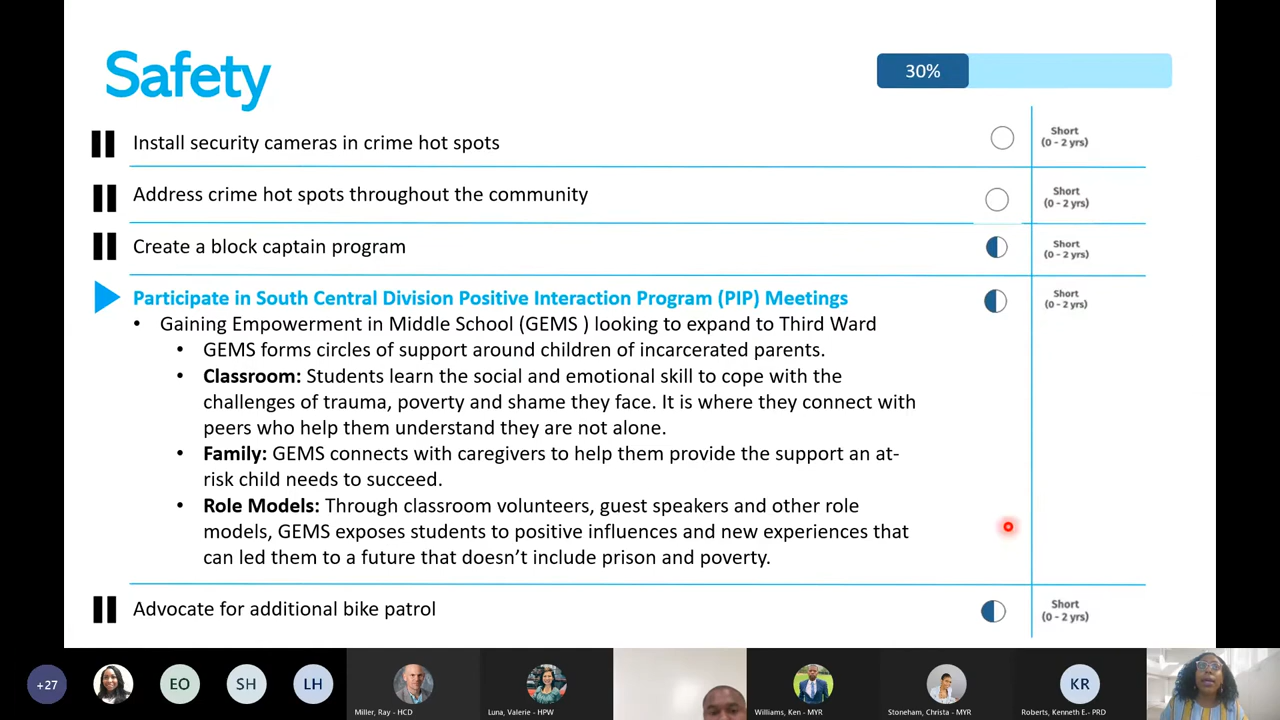 Safety
30%
Install security cameras in crime hot spots
Short
(0 - 2 yrs)
Address crime hot spots throughout the community
Short
(0 - 2 yrs)
Create a block captain program
Short
(0 - 2 yrs)
Participate in South Central Division Positive Interaction Program (PIP) Meetings
Short
(0 - 2 yrs)
• Gaining Empowerment in Middle School (GEMS ) looking to expand to Third Ward
• GEMS forms circles of support around children of incarcerated parents.
• Classroom: Students learn the social and emotional skill to cope with the
challenges of trauma, poverty and shame they face. It is where they connect with
peers who help them understand they are not alone.
• Family: GEMS connects with caregivers to help them provide the support an at-
risk child needs to succeed.
• Role Models: Through classroom volunteers, guest speakers and other role
models, GEMS exposes students to positive influences and new experiences that
can led them to a future that doesn’t include prison and poverty.
Advocate for additional bike patrol
Short
(0 - 2 yrs)
+27
EO
SH
LH
Miller, Ray - HCD
Luna, Valerie - HPW
Williams, Ken - MYR
Stoneham, Christa - MYR
KR
Roberts, Kenneth E.- PRD